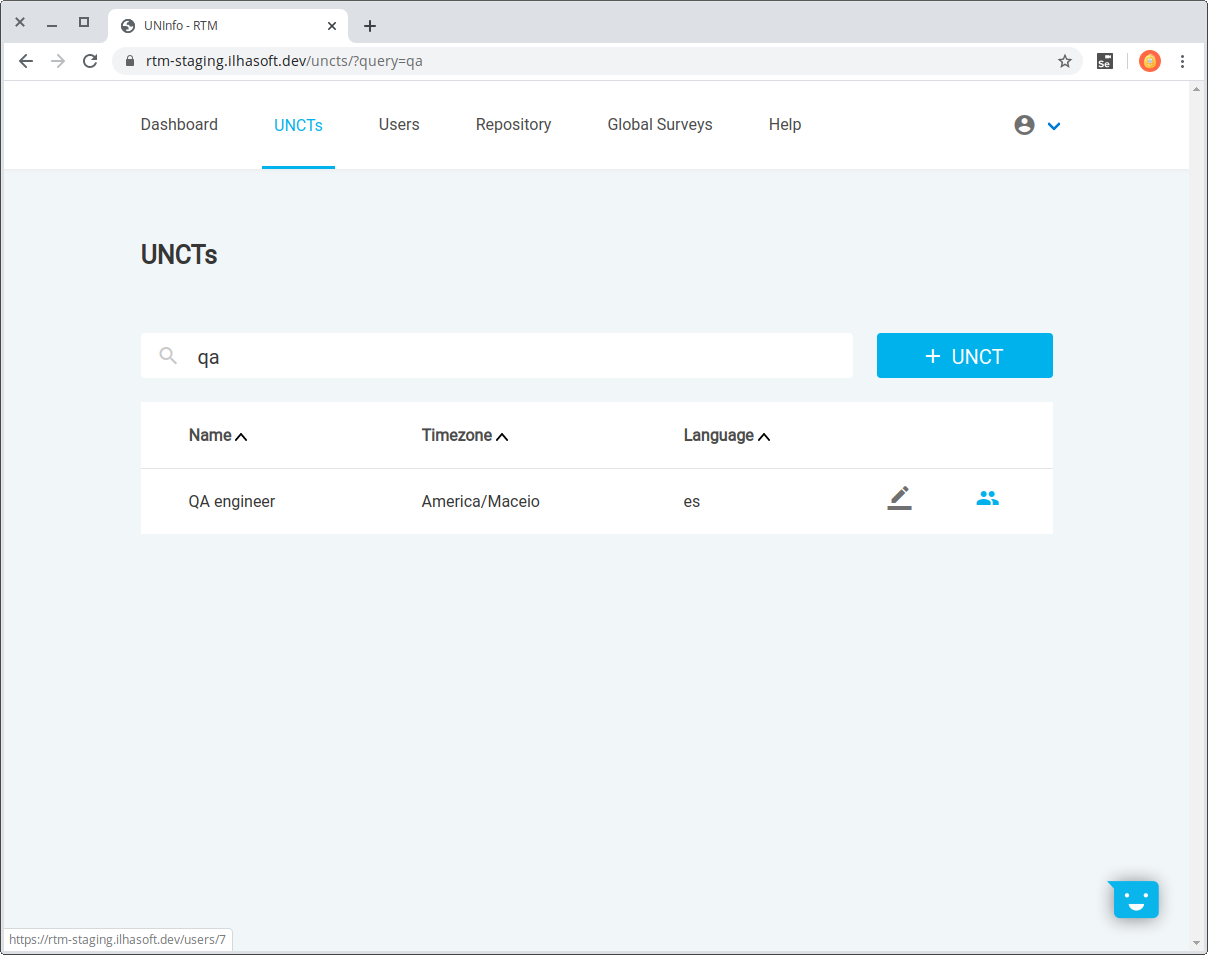 UNInfo - RTM
rtm-staging.ilhasoft.dev/uncts/?query=qa
Se
Dashboard UNCTs Users Repository Global Surveys Help
UNCTs
qa
+ UNCT
Name Timezone Language
QA engineer America/Maceio es
https://rtm-staging.ilhasoft.dev/users/7